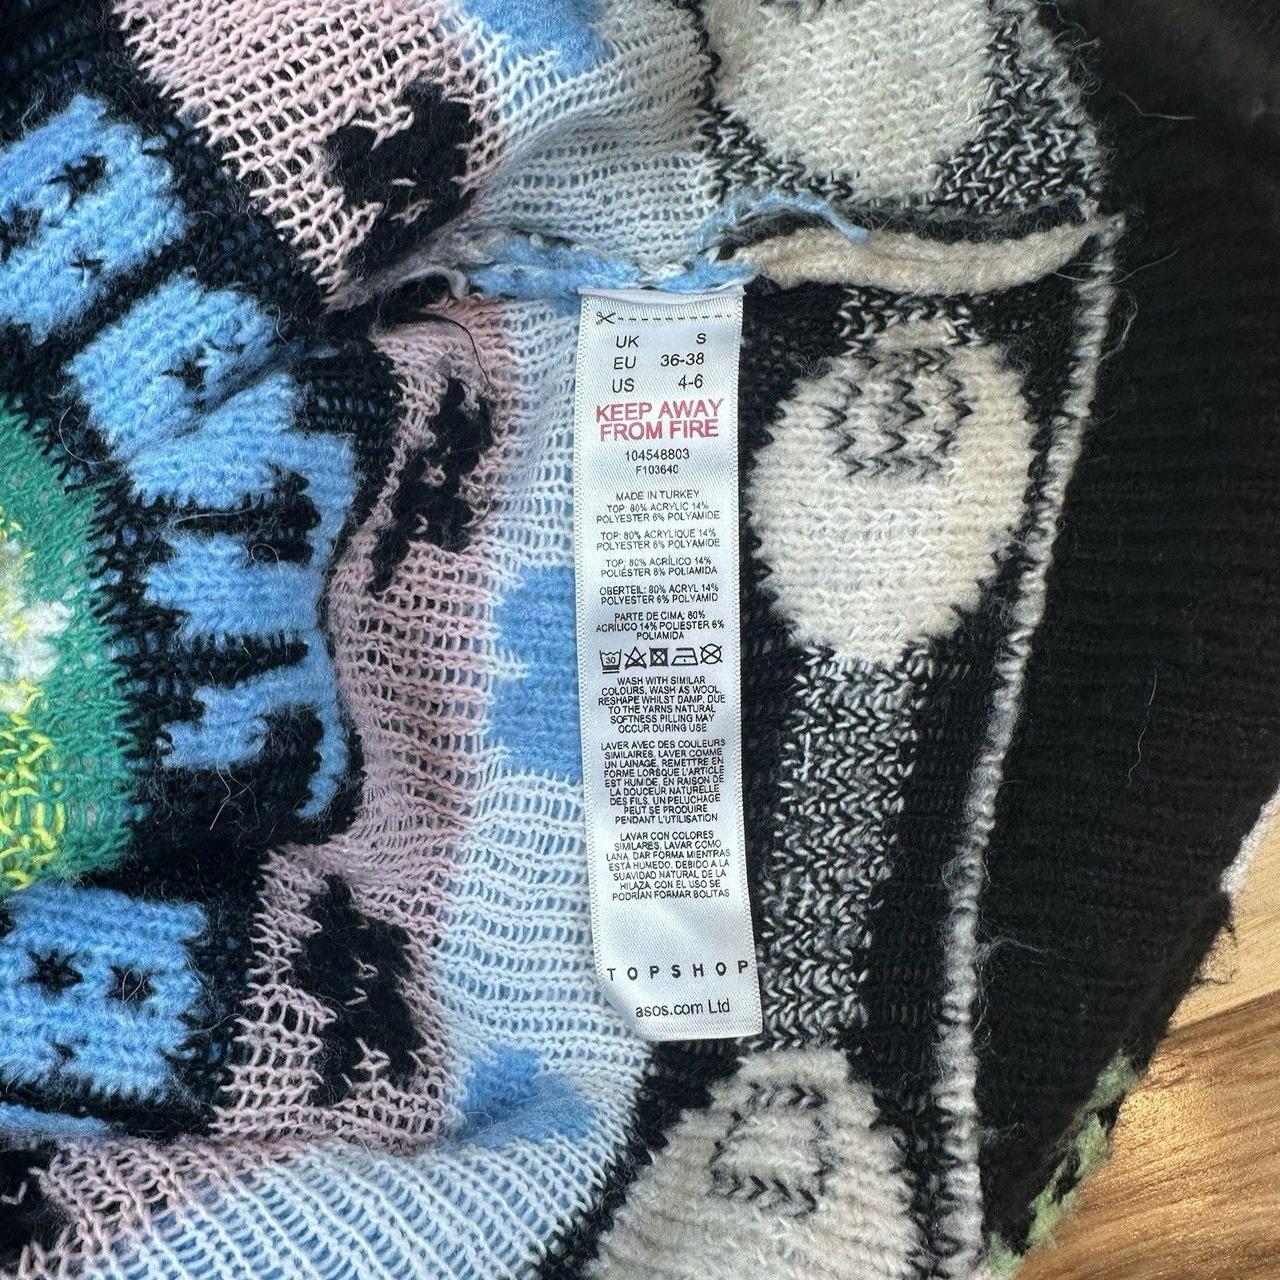 UK S
EU 36-38
US 4-6
KEEP AWAY
FROM FIRE
104548803
F103640
MADE IN TURKEY
TOP: 80% ACRYLIC 14%
POLYESTER 6% POLYAMIDE
TOP: 80% ACRYLIQUE 14%
POLYESTER 6% POLYAMIDE
TOP: 80% ACRÍLICO 14%
POLIÉSTER 6% POLIAMIDA
OBERTEIL: 80% ACRYL 14%
POLYESTER 6% POLYAMID
PARTE DE CIMA: 80%
ACRÍLICO 14% POLIESTER 6%
POLIAMIDA
30
WASH WITH SIMILAR
COLOURS, WASH AS WOOL,
RESHAPE WHILST DAMP, DUE
TO THE YARNS NATURAL
SOFTNESS PILLING MAY
OCCUR DURING USE
LAVER AVEC DES COULEURS
SIMILAIRES, LAVER COMME
UN LAINAGE, REMETTRE EN
FORME LORSQUE L'ARTICLE
EST HUMIDE, EN RAISON DE
LA DOUCEUR NATURELLE
DES FILS, UN PELUCHAGE
PEUT SE PRODUIRE
PENDANT L'UTILISATION
LAVAR CON COLORES
SIMILARES, LAVAR COMO
LANA, DAR FORMA MIENTRAS
ESTÁ HÚMEDO, DEBIDO A LA
SUAVIDAD NATURAL DE LA
HILAZA, CON EL USO SE
PODRÍAN FORMAR BOLITAS
TOPSHOP
asos.com Ltd